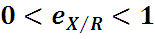 0 < e_{X/R} < 1